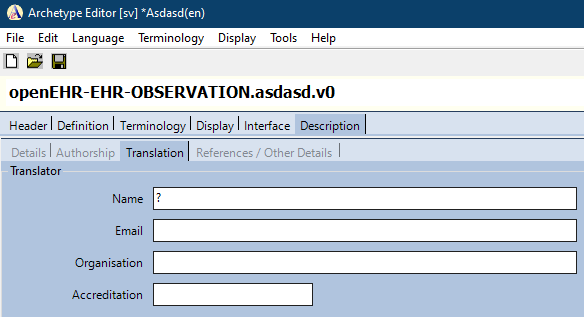 Archetype Editor [sv] *Asdasd(en)
File Edit Language Terminology Display Tools Help
openEHR-EHR-OBSERVATION.asdasd.v0
Header Definition Terminology Display Interface Description
Details Authorship Translation References / Other Details
Translator
Name ?
Email
Organisation
Accreditation